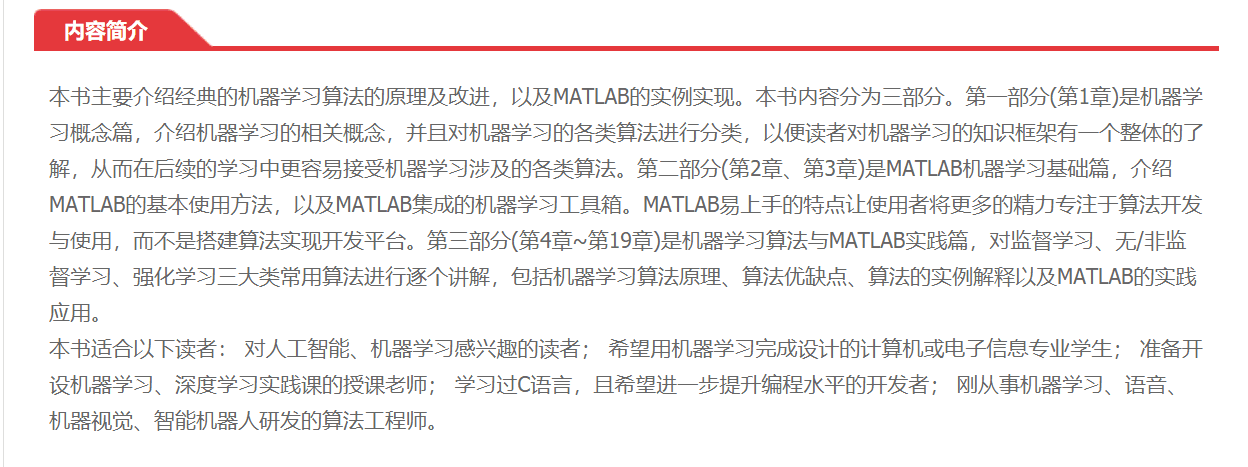 内容简介
本书主要介绍经典的机器学习算法的原理及改进，以及MATLAB的实例实现。本书内容分为三部分。第一部分(第1章)是机器学
习概念篇，介绍机器学习的相关概念，并且对机器学习的各类算法进行分类，以便读者对机器学习的知识框架有一个整体的了
解，从而在后续的学习中更容易接受机器学习涉及的各类算法。第二部分(第2章、第3章)是MATLAB机器学习基础篇，介绍
MATLAB的基本使用方法，以及MATLAB集成的机器学习工具箱。MATLAB易上手的特点让使用者将更多的精力专注于算法开发
与使用，而不是搭建算法实现开发平台。第三部分(第4章~第19章)是机器学习算法与MATLAB实践篇，对监督学习、无/非监
督学习、强化学习三大类常用算法进行逐个讲解，包括机器学习算法原理、算法优缺点、算法的实例解释以及MATLAB的实践
应用。
本书适合以下读者： 对人工智能、机器学习感兴趣的读者； 希望用机器学习完成设计的计算机或电子信息专业学生； 准备开
设机器学习、深度学习实践课的授课老师； 学习过C语言，且希望进一步提升编程水平的开发者； 刚从事机器学习、语音、
机器视觉、智能机器人研发的算法工程师。